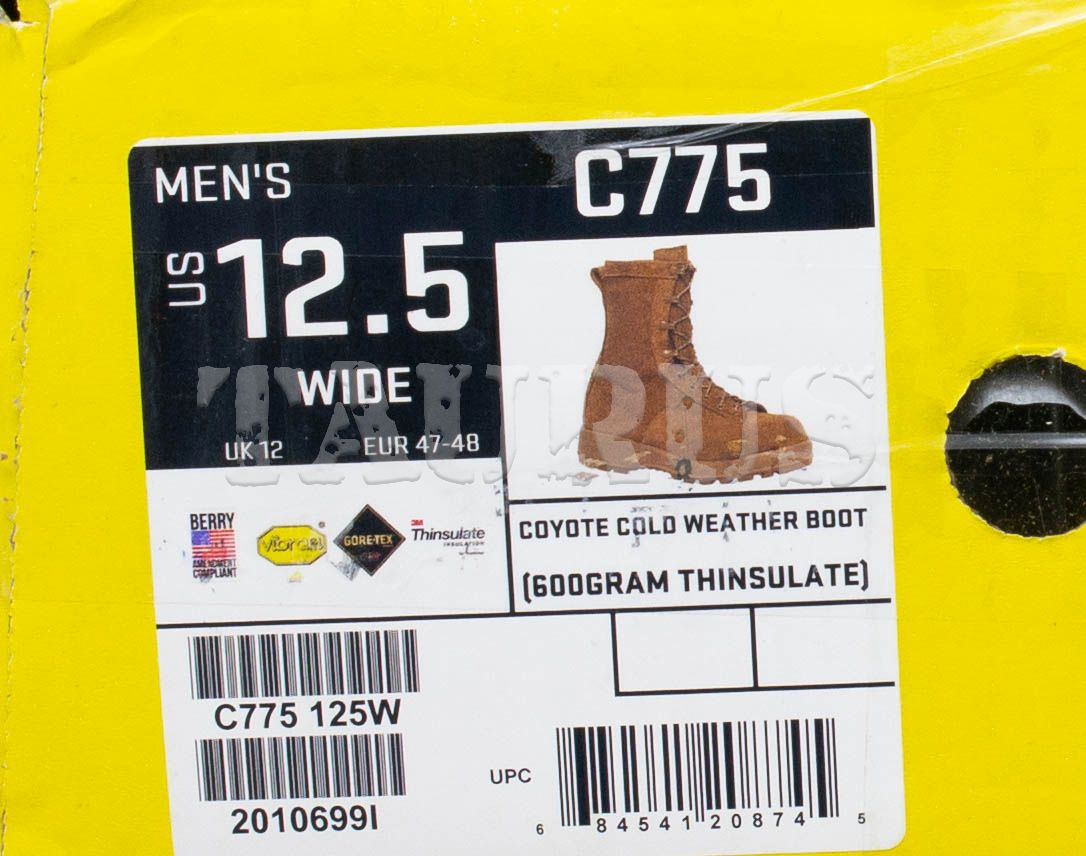 MEN'S
C775
US
12.5
WIDE
UK 12 EUR 47-48
TAURUS
BERRY
AMENDMENT
COMPLIANT
vibram
GORE-TEX
3M
Thinsulate
INSULATION
COYOTE COLD WEATHER BOOT
(600GRAM THINSULATE)
C775 125W
2010699I
UPC
6 84541 20874 5